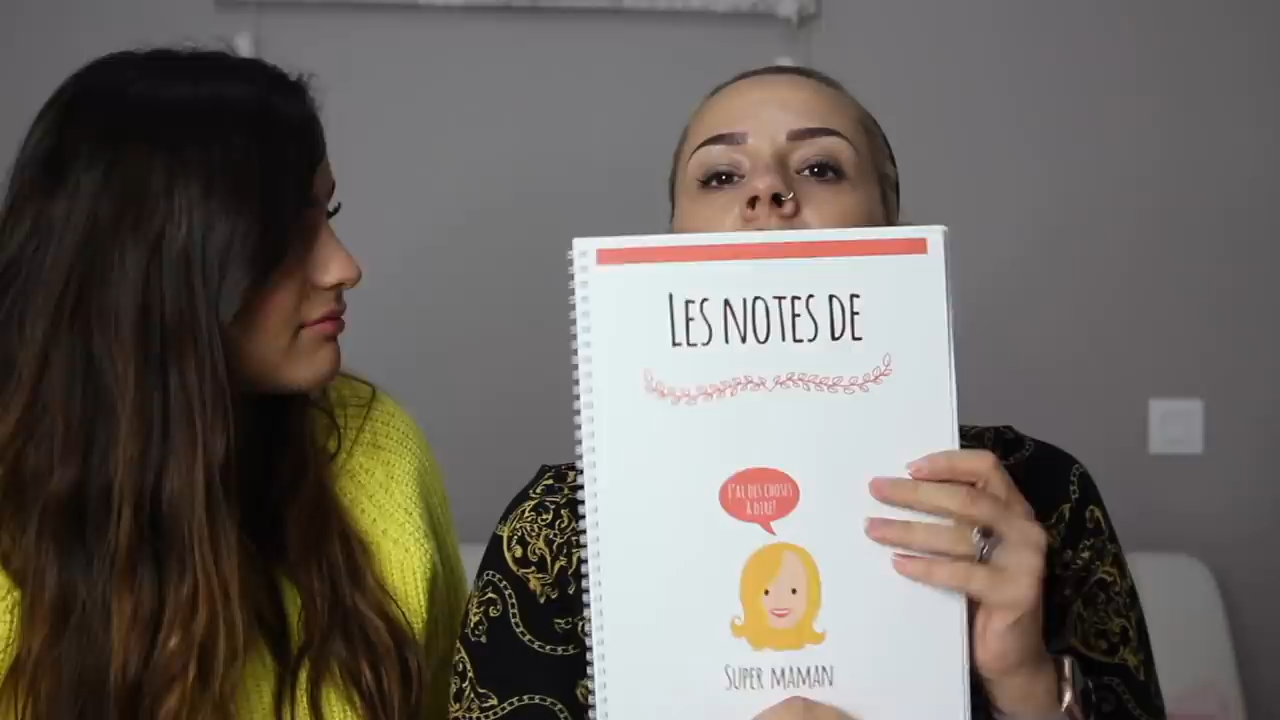 LES NOTES DE
J'AI DES CHOSES
À DIRE!
SUPER MAMAN